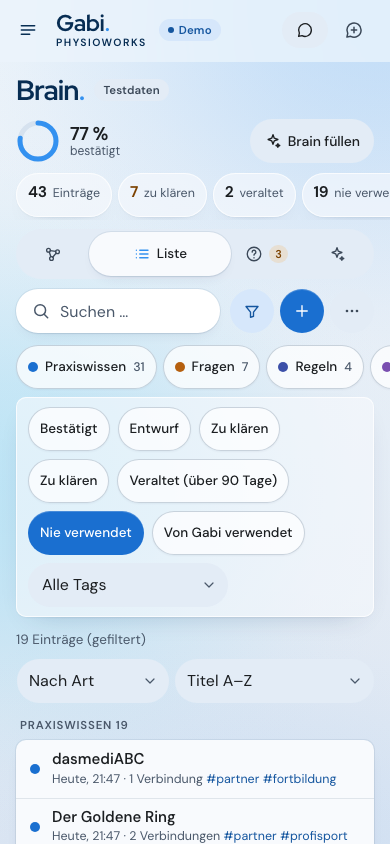 Gabi.
PHYSIOWORKS
Demo
Brain.
Testdaten
77 %
bestätigt
Brain füllen
43 Einträge
7 zu klären
2 veraltet
19 nie verwe
Liste
3
Suchen ...
Praxiswissen 31
Fragen 7
Regeln 4
Bestätigt
Entwurf
Zu klären
Zu klären
Veraltet (über 90 Tage)
Nie verwendet
Von Gabi verwendet
Alle Tags
19 Einträge (gefiltert)
Nach Art
Titel A–Z
PRAXISWISSEN 19
dasmediABC
Heute, 21:47 · 1 Verbindung #partner #fortbildung
Der Goldene Ring
Heute, 21:47 · 2 Verbindungen #partner #profisport